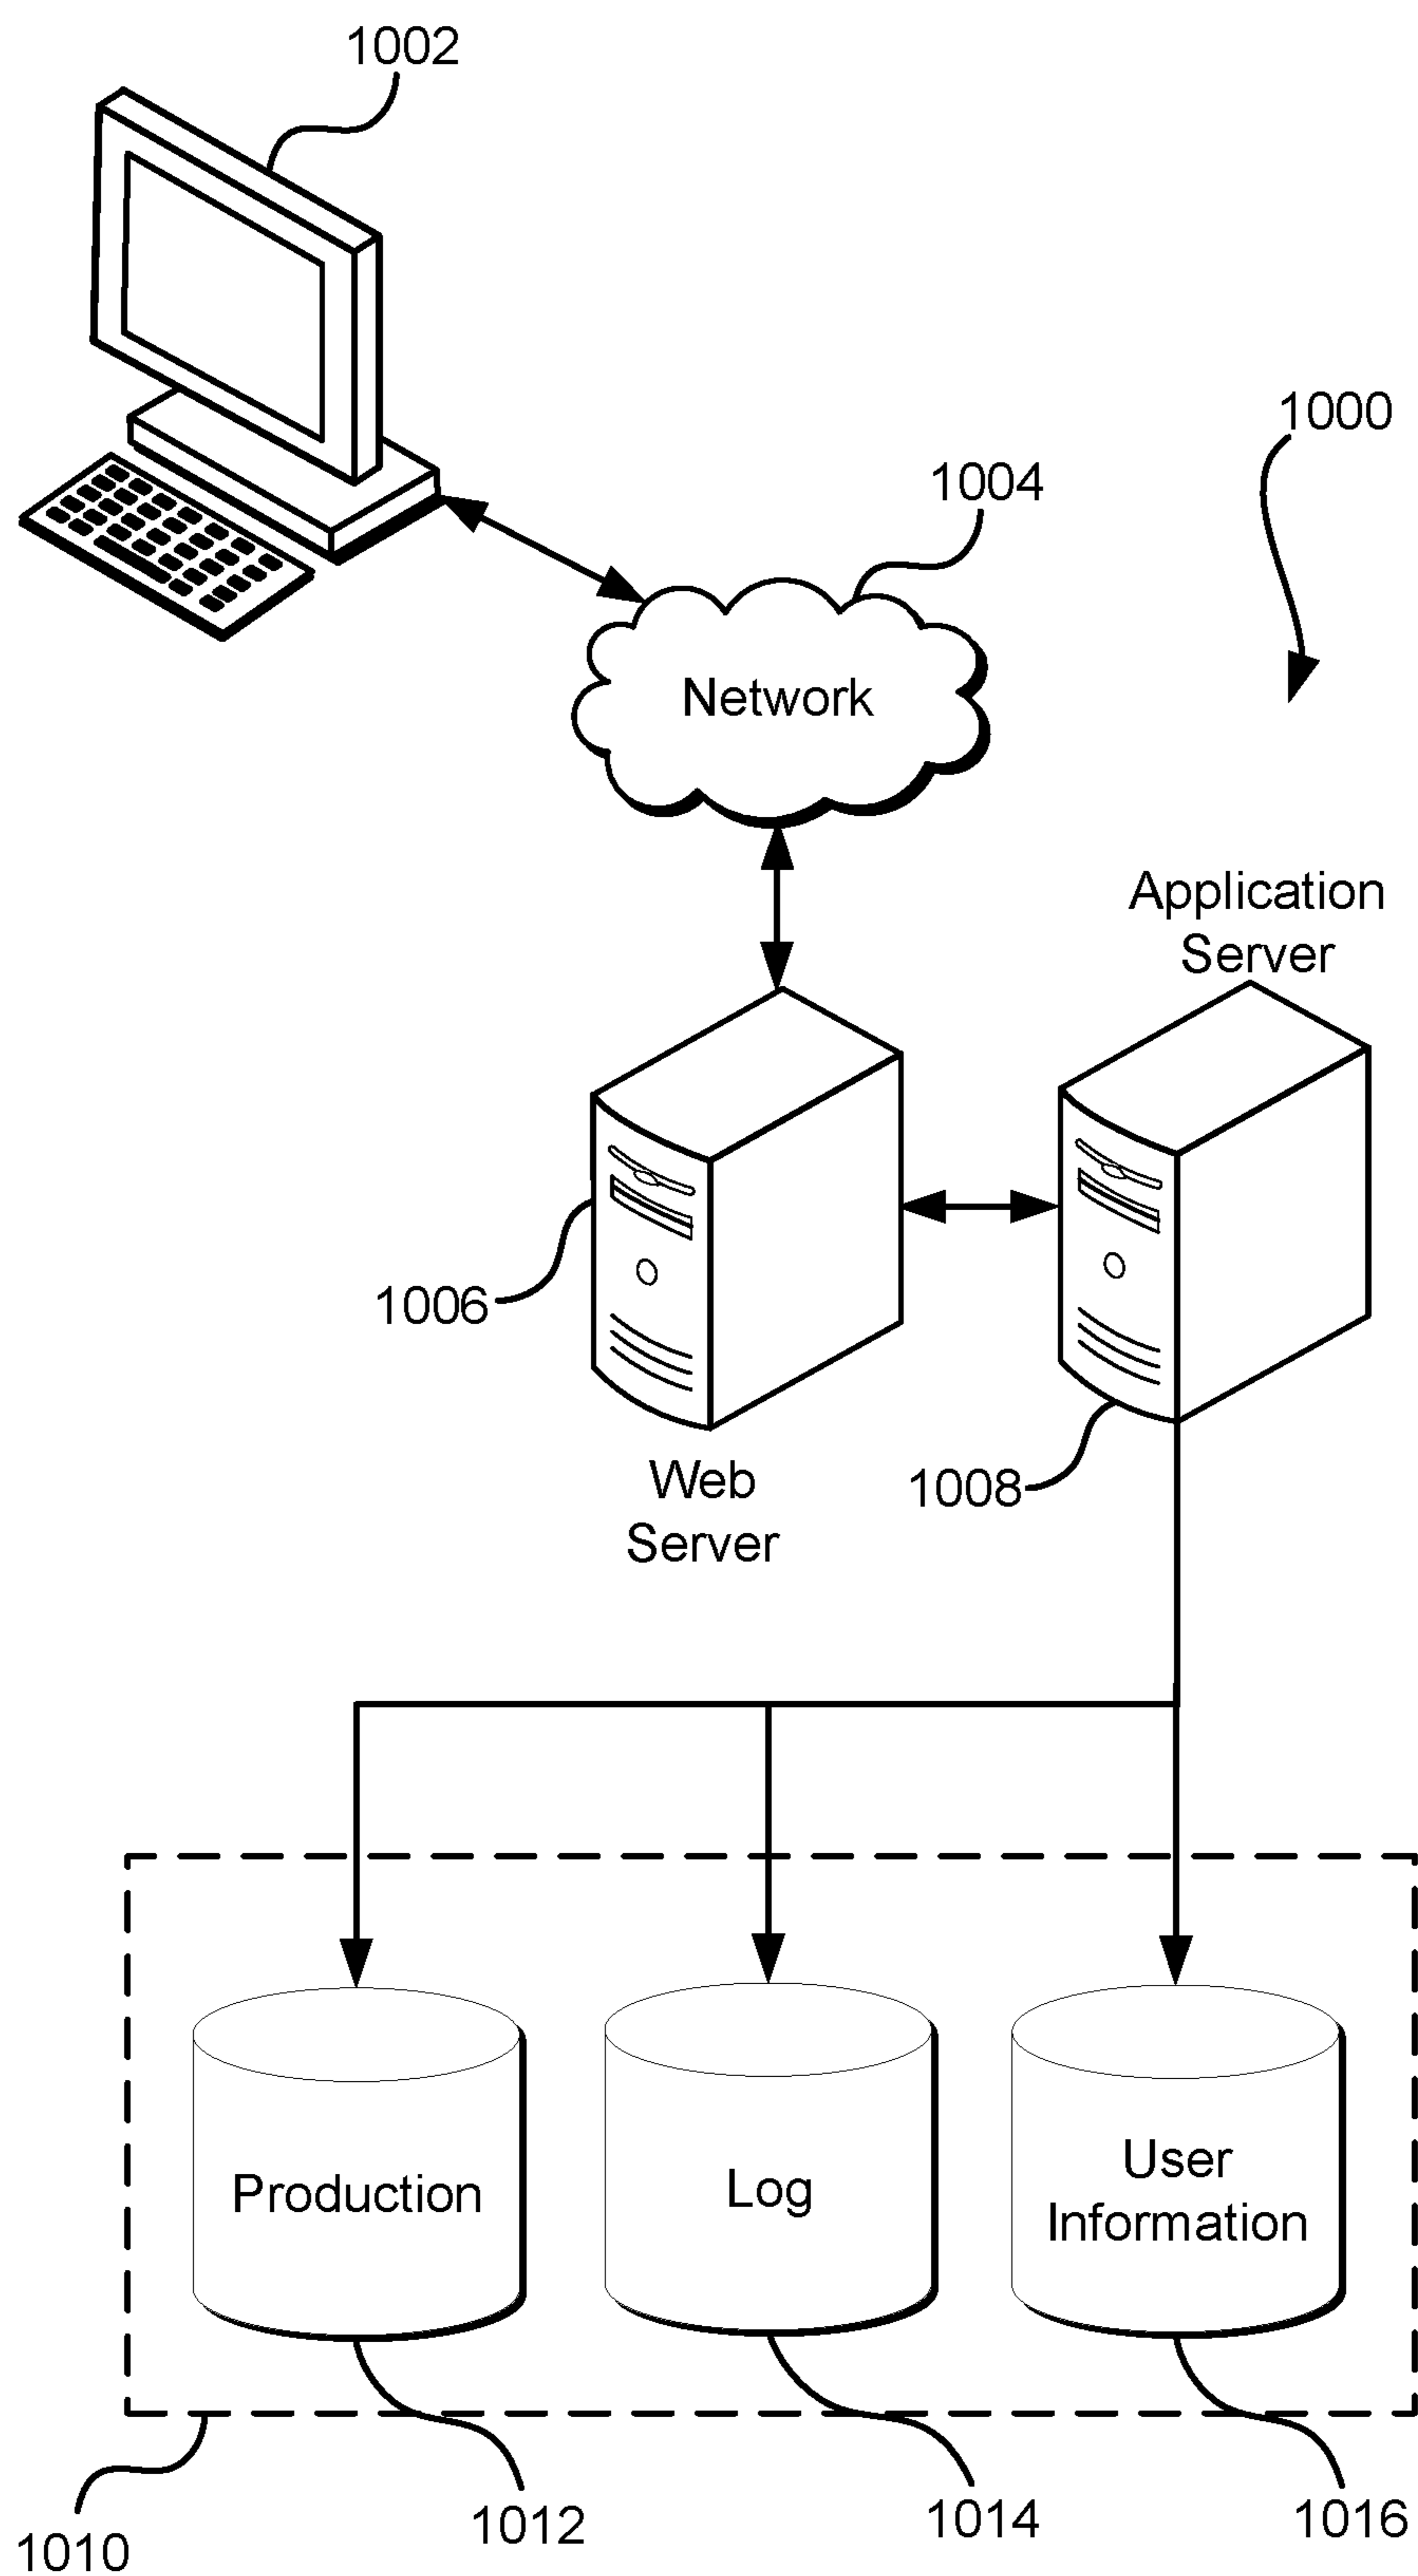 1002
1000
1004
Network
Application
Server
1006
1008
Web
Server
Production
Log
User
Information
1010
1012
1014
1016